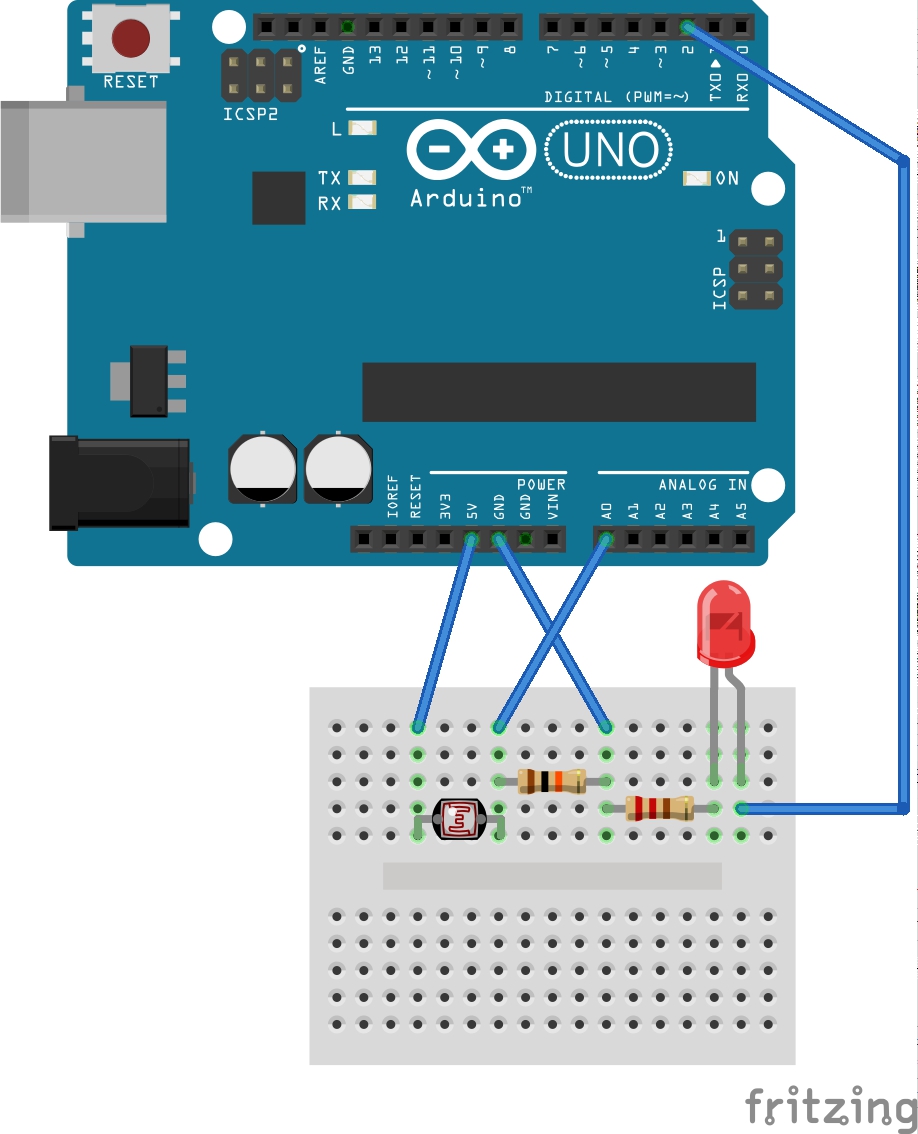 RESET
ICSP2
AREF
GND
13
12
~11
~10
~9
8
7
~6
~5
4
~3
2
TX0▶
RX0 0
DIGITAL (PWM=~)
L
TX
RX
Arduino™
UNO
ON
1
ICSP
POWER
ANALOG IN
IOREF
RESET
3V3
5V
GND
GND
VIN
A0
A1
A2
A3
A4
A5
fritzing